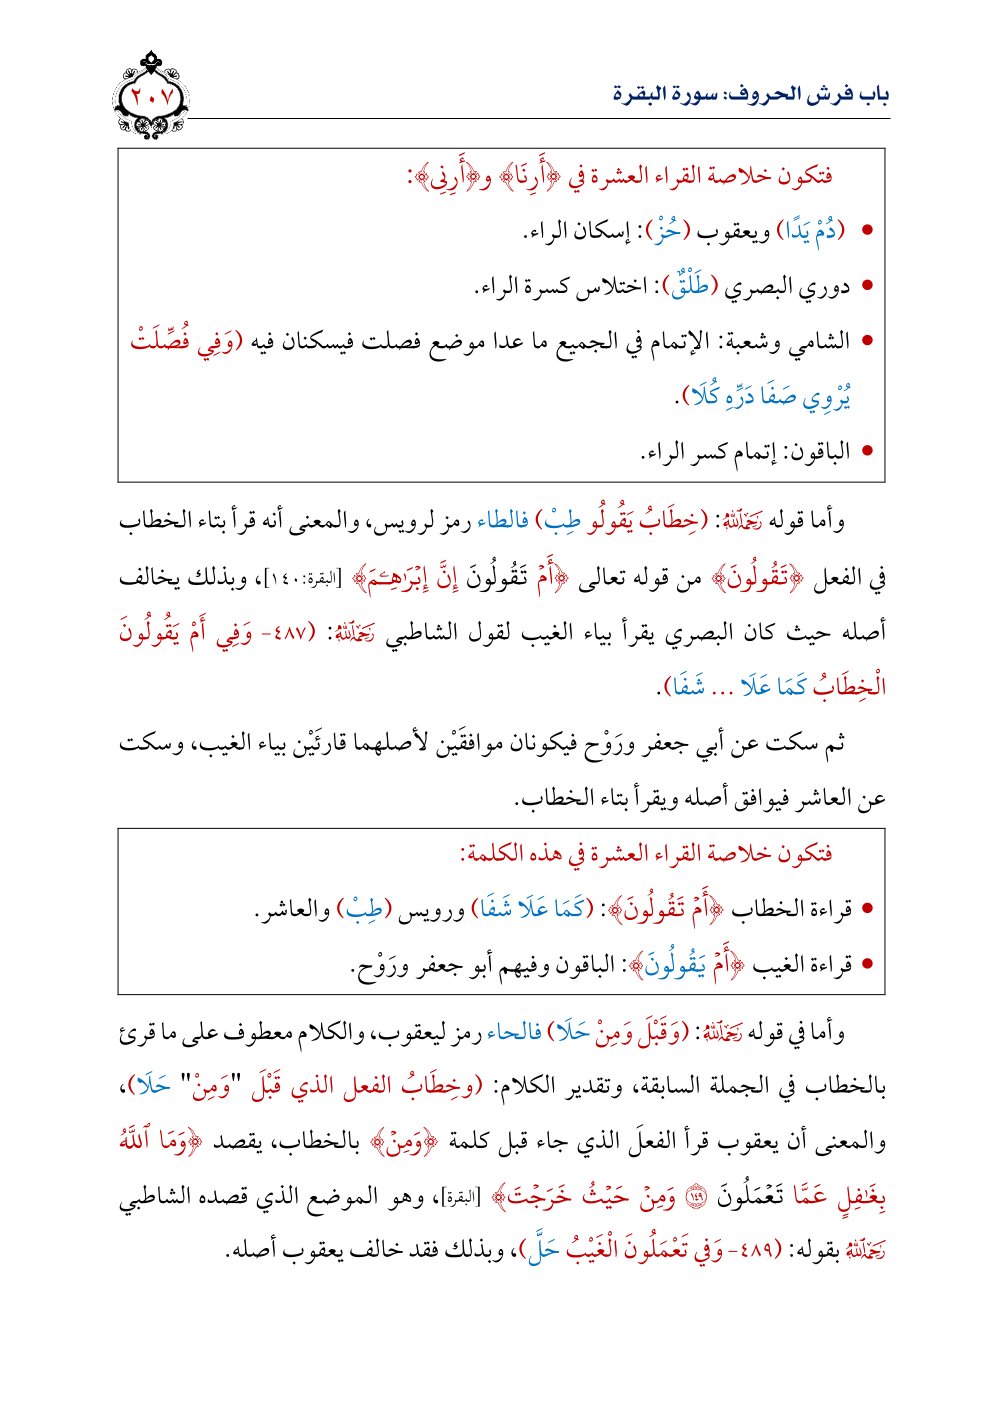 باب فرش الحروف: سورة البقرة
٢٠٧
فتكون خلاصة القراء العشرة في ﴿أَرِنَا﴾ و﴿أَرِنِي﴾:
• (دُمْ يَدًا) ويعقوب (حُزْ): إسكان الراء.
• دوري البصري (طَلْقٌ): اختلاس كسرة الراء.
• الشامي وشعبة: الإتمام في الجميع ما عدا موضع فصلت فيسكنان فيه (وَفِي فُصِّلَتْ
يُرْوِي صَفَا دَرِّهِ كُلَا).
• الباقون: إتمام كسر الراء.
وأما قوله رَحِمَهُ ٱللَّهُ: (خِطَابُ يَقُولُو طِبْ) فالطاء رمز لرويس، والمعنى أنه قرأ بتاء الخطاب
في الفعل ﴿تَقُولُونَ﴾ من قوله تعالى ﴿أَمۡ تَقُولُونَ إِنَّ إِبۡرَٰهِـۧمَ﴾ [البقرة:١٤٠]، وبذلك يخالف
أصله حيث كان البصري يقرأ بياء الغيب لقول الشاطبي رَحِمَهُ ٱللَّهُ: (٤٨٧- وَفِي أَمْ يَقُولُونَ
الْخِطَابُ كَمَا عَلَا ... شَفَا).
ثم سكت عن أبي جعفر ورَوْح فيكونان موافقَيْن لأصلهما قارئَيْن بياء الغيب، وسكت
عن العاشر فيوافق أصله ويقرأ بتاء الخطاب.
فتكون خلاصة القراء العشرة في هذه الكلمة:
• قراءة الخطاب ﴿أَمۡ تَقُولُونَ﴾: (كَمَا عَلَا شَفَا) ورويس (طِبْ) والعاشر.
• قراءة الغيب ﴿أَمۡ يَقُولُونَ﴾: الباقون وفيهم أبو جعفر ورَوْح.
وأما في قوله رَحِمَهُ ٱللَّهُ: (وَقَبْلَ وَمِنْ حَلَا) فالحاء رمز ليعقوب، والكلام معطوف على ما قرئ
بالخطاب في الجملة السابقة، وتقدير الكلام: (وخِطَابُ الفعل الذي قَبْلَ "وَمِنْ" حَلَا)،
والمعنى أن يعقوب قرأ الفعلَ الذي جاء قبل كلمة ﴿وَمِنۡ﴾ بالخطاب، يقصد ﴿وَمَا ٱللَّهُ
بِغَٰفِلٍ عَمَّا تَعۡمَلُونَ ١٤٩ وَمِنۡ حَيۡثُ خَرَجۡتَ﴾ [البقرة]، وهو الموضع الذي قصده الشاطبي
رَحِمَهُ ٱللَّهُ بقوله: (٤٨٩- وَفي تَعْمَلُونَ الْغَيْبُ حَلَّ)، وبذلك فقد خالف يعقوب أصله.